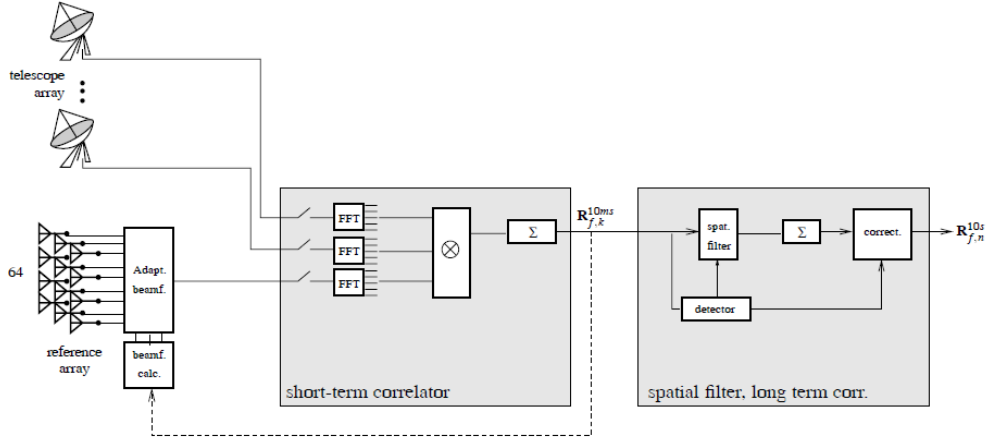 telescope
array
64
Adapt.
beamf.
reference
array
beamf.
calc.
FFT
FFT
FFT
⊗
Σ
short-term correlator
R^{10ms}_{f,k}
spat.
filter
Σ
correct.
detector
spatial filter, long term corr.
R^{10s}_{f,n}